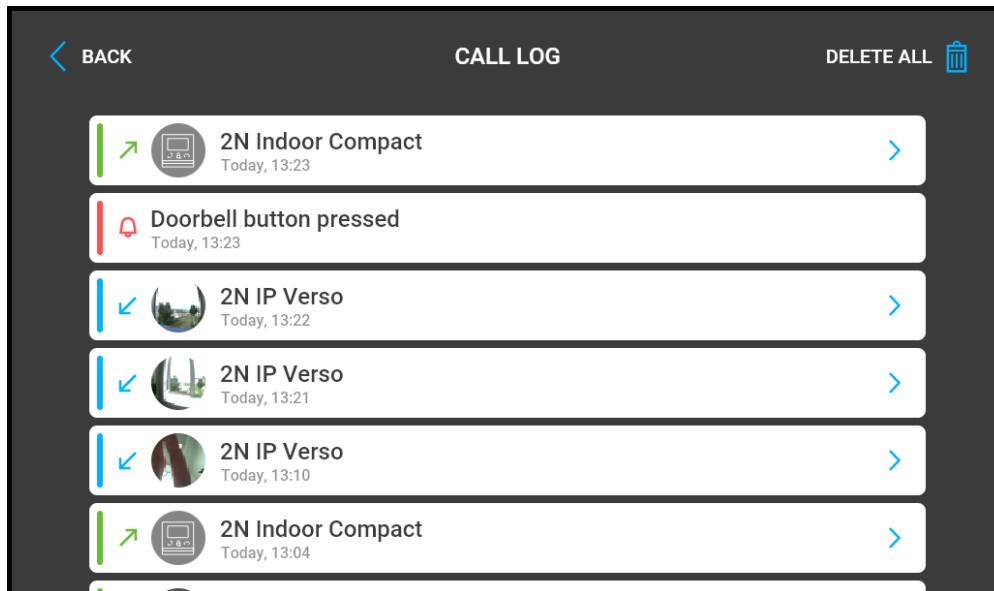 BACK
CALL LOG
DELETE ALL
2N Indoor Compact
Today, 13:23
Doorbell button pressed
Today, 13:23
2N IP Verso
Today, 13:22
2N IP Verso
Today, 13:21
2N IP Verso
Today, 13:10
2N Indoor Compact
Today, 13:04